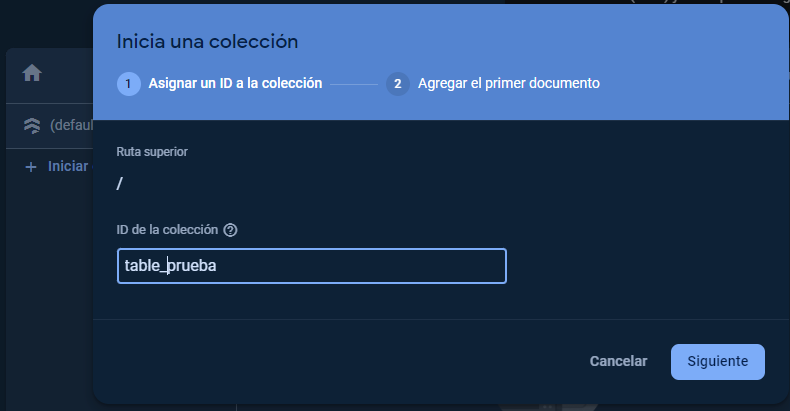 Inicia una colección
1 Asignar un ID a la colección 2 Agregar el primer documento
(defau
+ Iniciar
Ruta superior
/
ID de la colección ?
table_prueba
Cancelar Siguiente